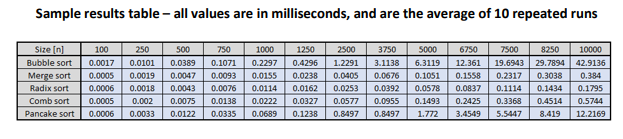 Sample results table – all values are in milliseconds, and are the average of 10 repeated runs
Size [n] 100 250 500 750 1000 1250 2500 3750 5000 6750 7500 8250 10000
Bubble sort 0.0017 0.0101 0.0389 0.1071 0.2297 0.4296 1.2291 3.1138 6.3119 12.361 19.6943 29.7894 42.9136
Merge sort 0.0005 0.0019 0.0047 0.0093 0.0155 0.0238 0.0405 0.0676 0.1051 0.1558 0.2317 0.3038 0.384
Radix sort 0.0006 0.0018 0.0043 0.0076 0.0114 0.0162 0.0253 0.0392 0.0578 0.0837 0.1114 0.1434 0.1795
Comb sort 0.0005 0.002 0.0075 0.0138 0.0222 0.0327 0.0577 0.0955 0.1493 0.2425 0.3368 0.4514 0.5744
Pancake sort 0.0006 0.0033 0.0122 0.0335 0.0689 0.1238 0.8497 0.8497 1.772 3.4549 5.5447 8.419 12.2169